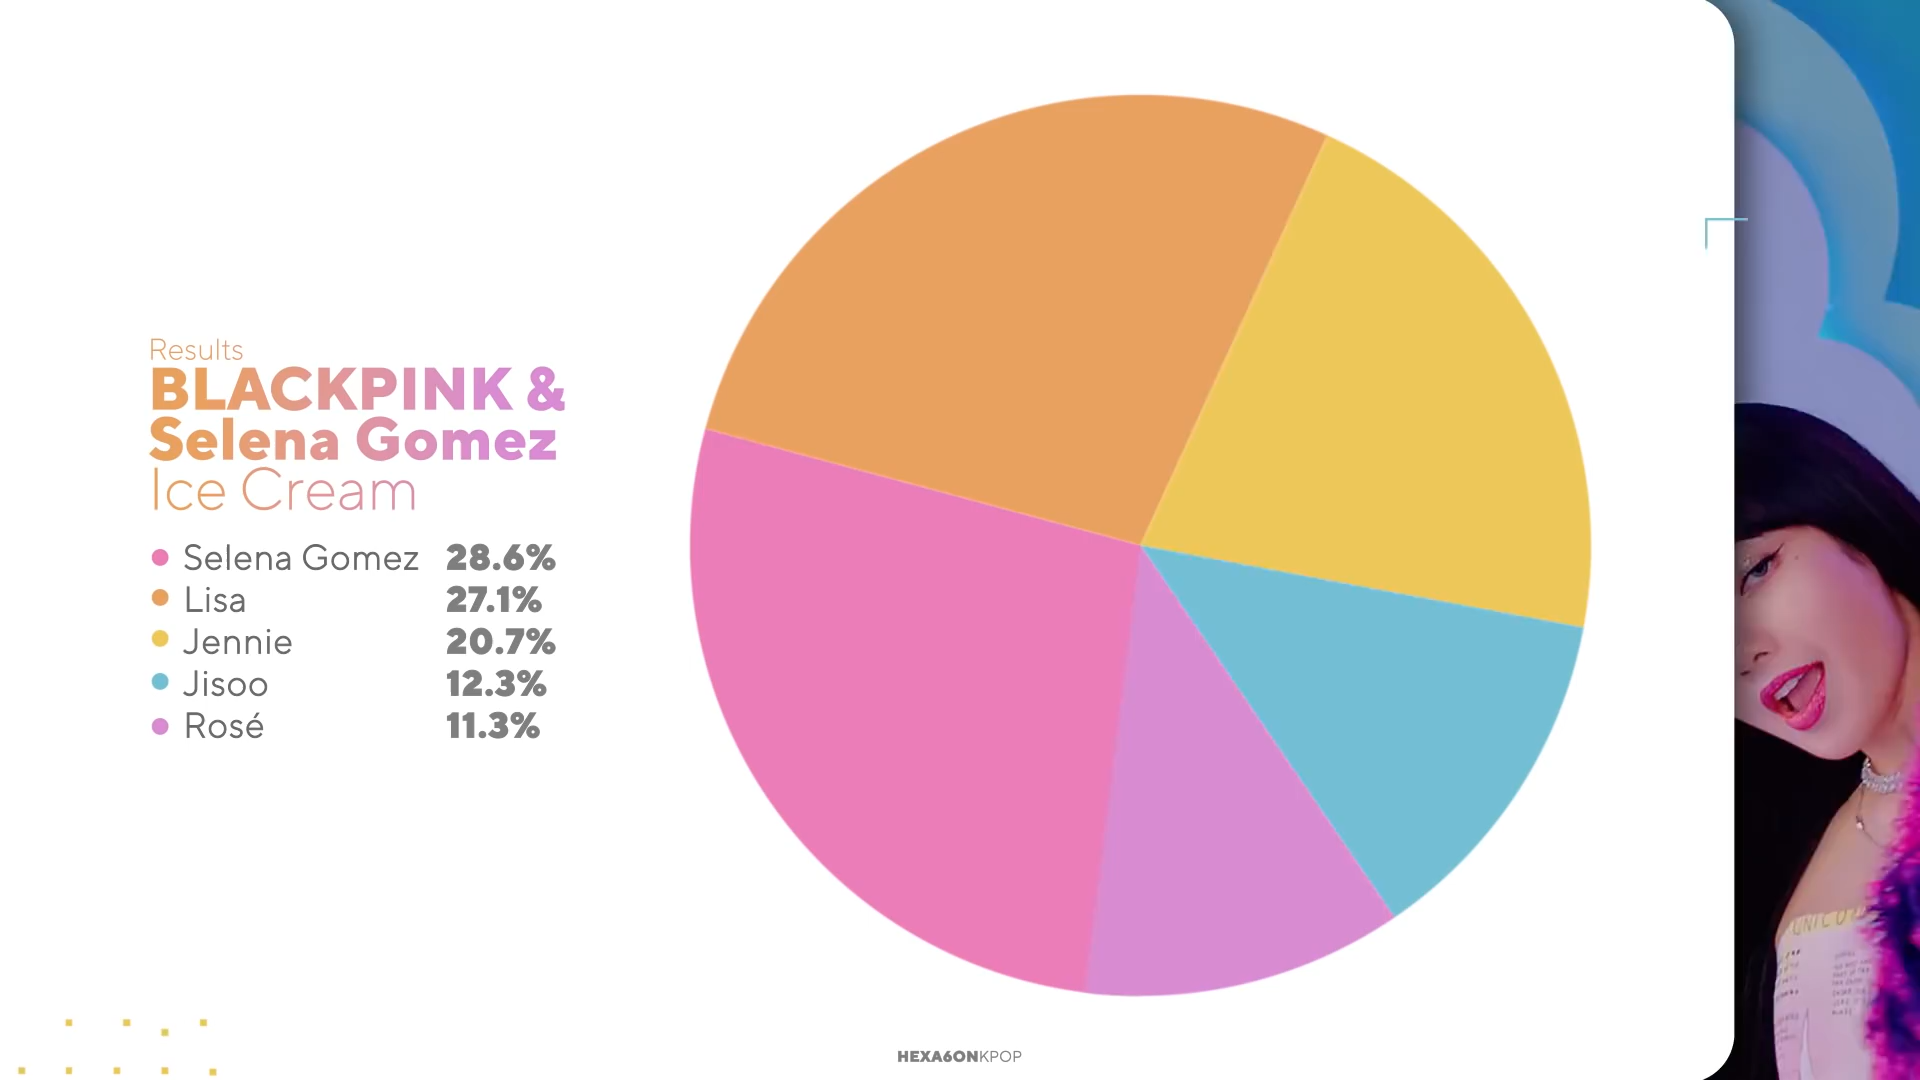 Results
BLACKPINK &
Selena Gomez
Ice Cream
Selena Gomez 28.6%
Lisa 27.1%
Jennie 20.7%
Jisoo 12.3%
Rosé 11.3%
HEXA6ONKPOP